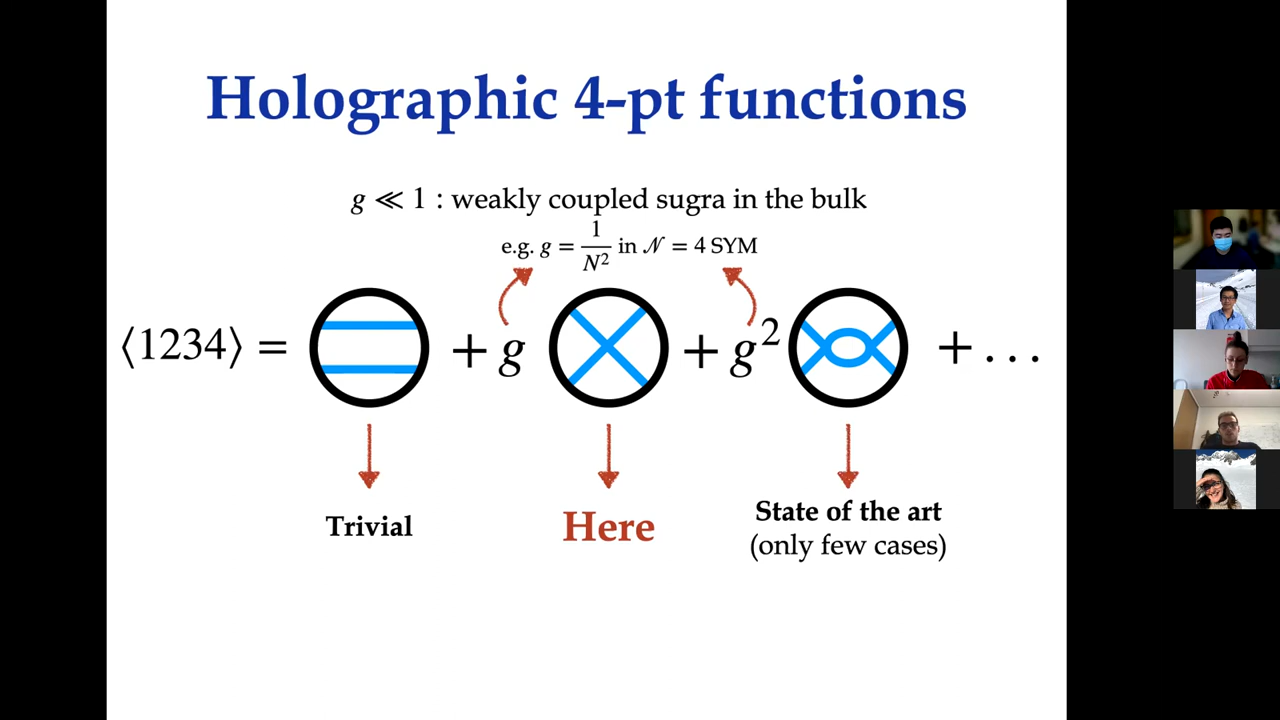 Holographic 4-pt functions
g ≪ 1 : weakly coupled sugra in the bulk
e.g. g = 1/N² in 𝒩 = 4 SYM
⟨1234⟩ = + g + g² + . . .
Trivial
Here
State of the art
(only few cases)